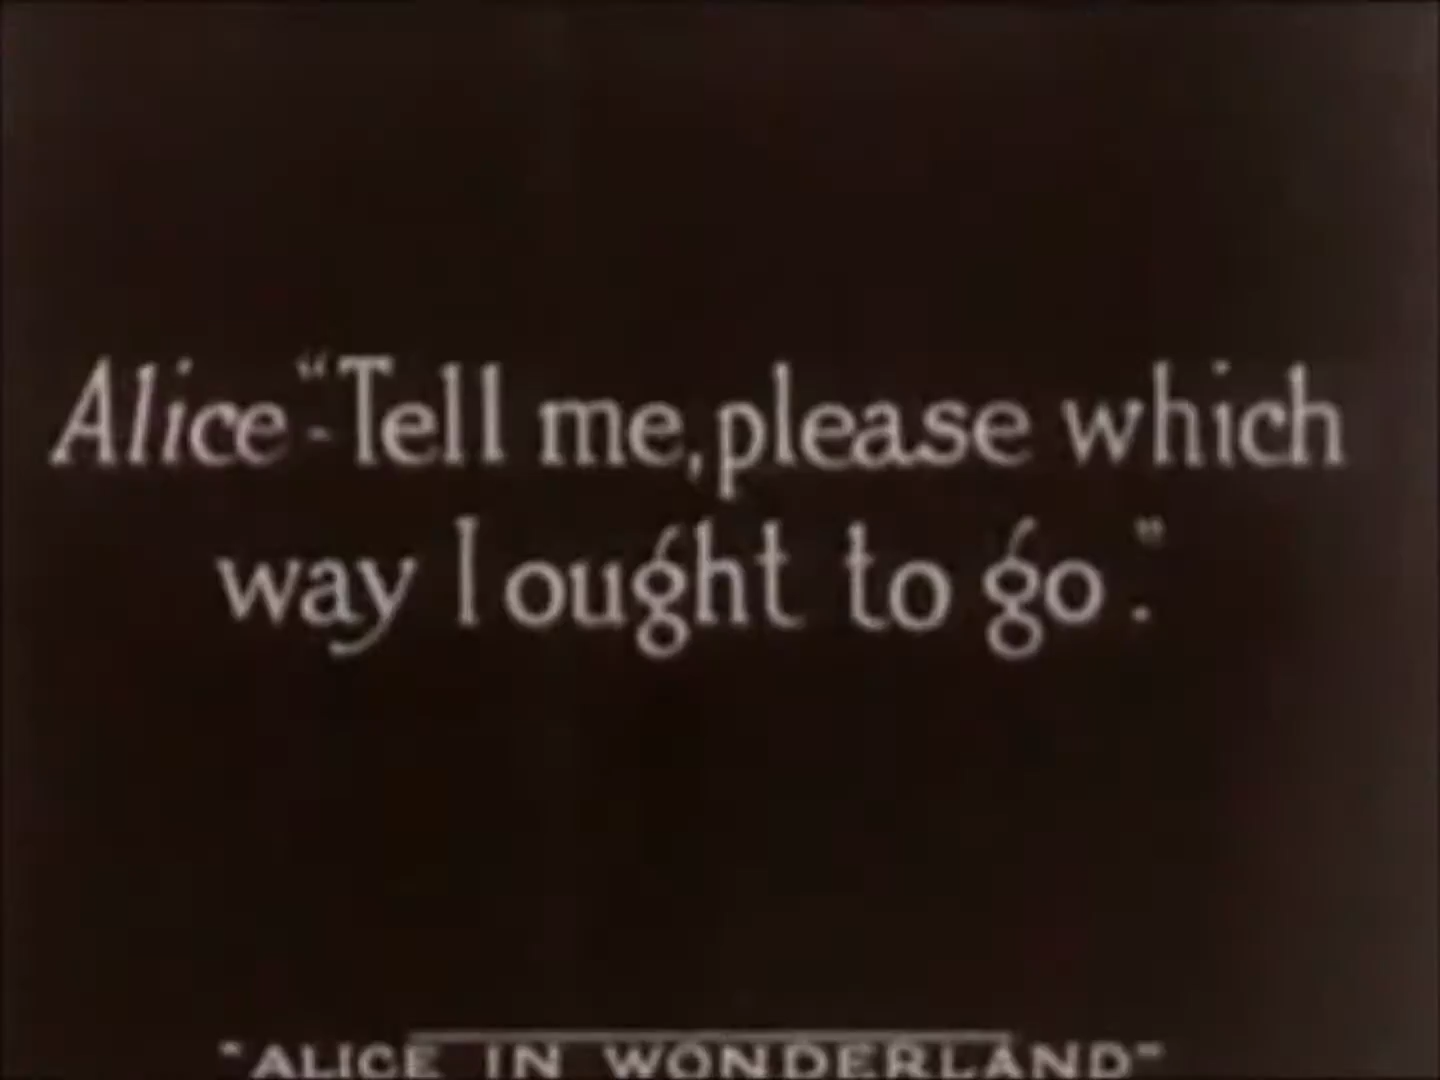 Alice-"Tell me, please which
way I ought to go."
"ALICE IN WONDERLAND"